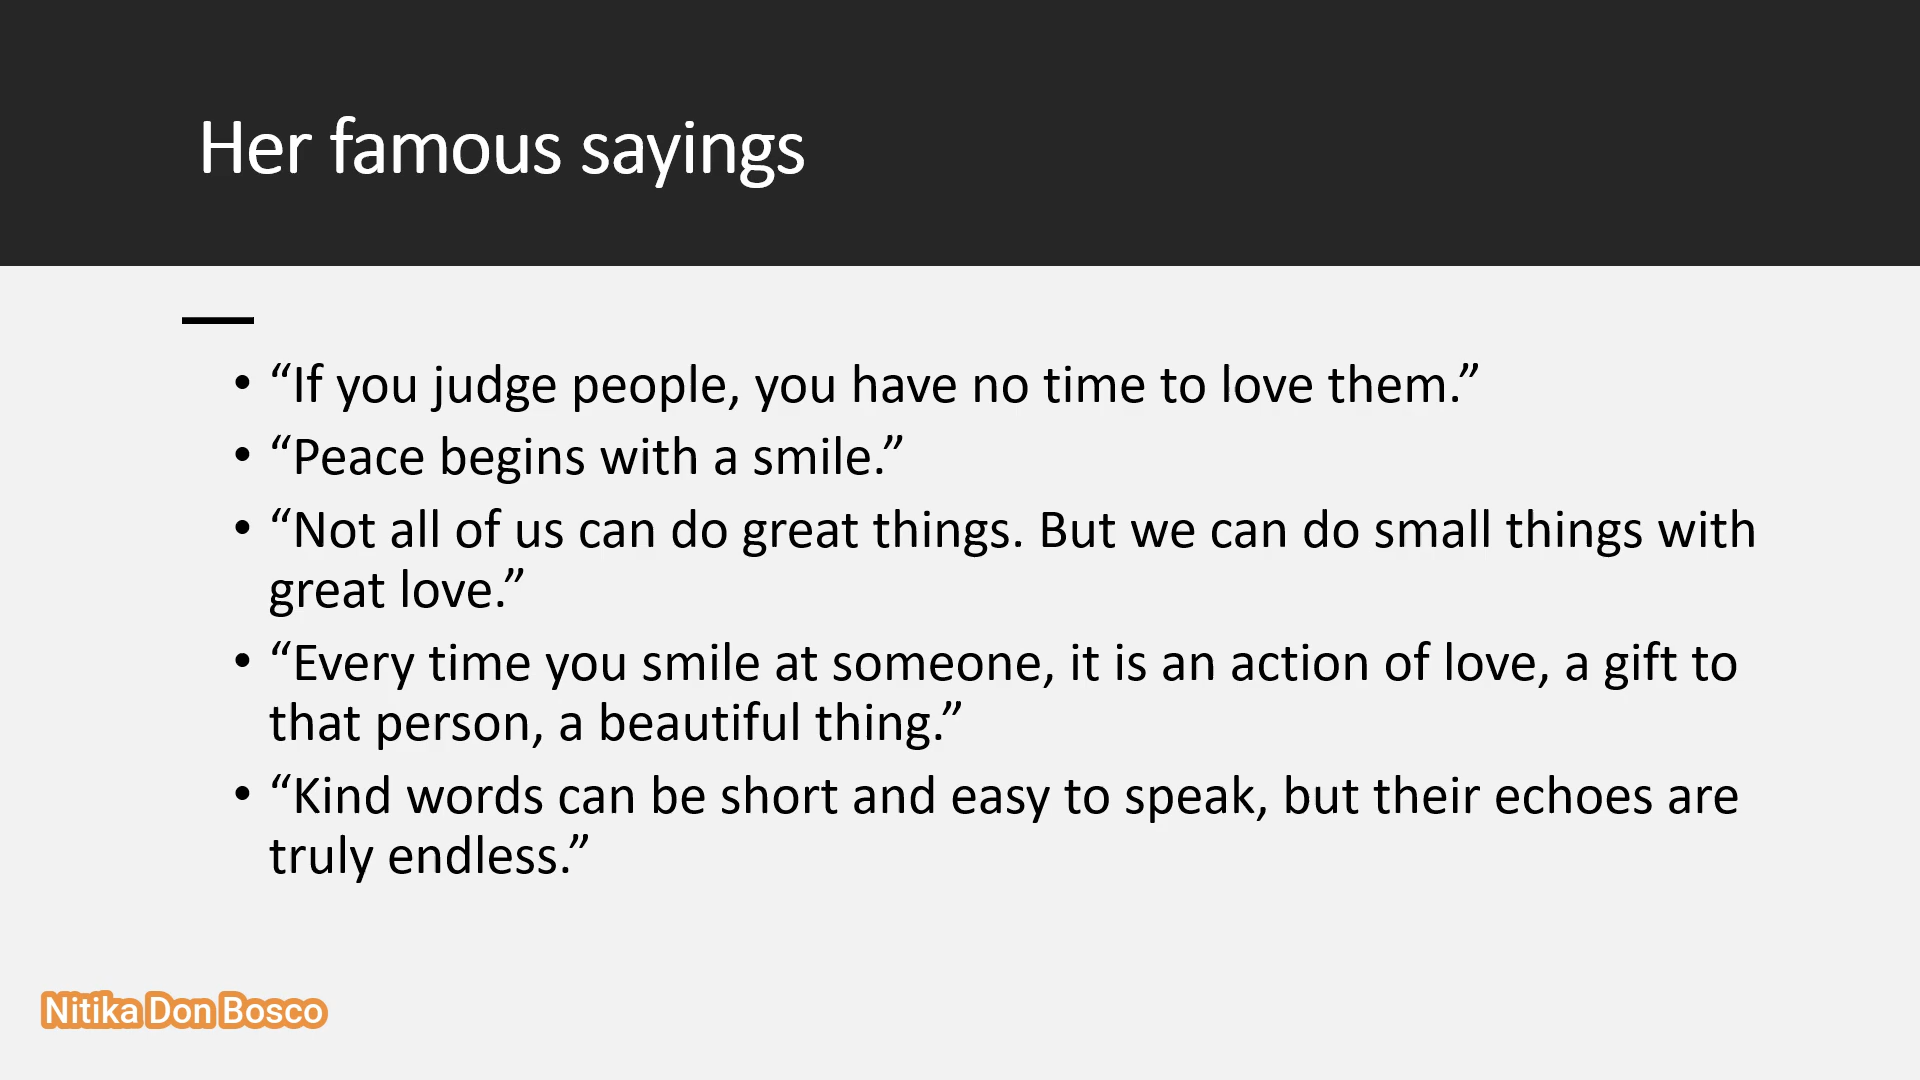 Her famous sayings
• “If you judge people, you have no time to love them.”
• “Peace begins with a smile.”
• “Not all of us can do great things. But we can do small things with
great love.”
• “Every time you smile at someone, it is an action of love, a gift to
that person, a beautiful thing.”
• “Kind words can be short and easy to speak, but their echoes are
truly endless.”
Nitika Don Bosco